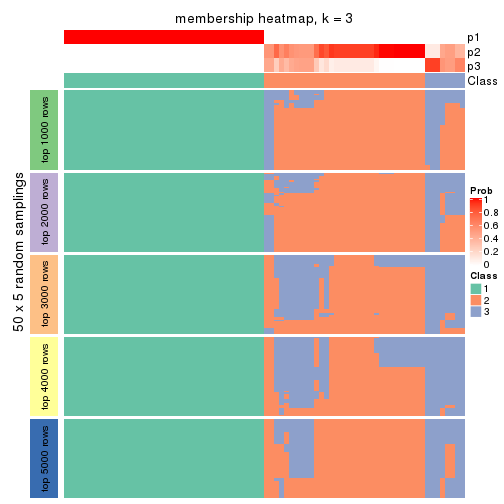 membership heatmap, k = 3
p1
p2
p3
Class
50 x 5 random samplings
top 1000 rows
top 2000 rows
top 3000 rows
top 4000 rows
top 5000 rows
Prob
1
0.8
0.6
0.4
0.2
0
Class
1
2
3